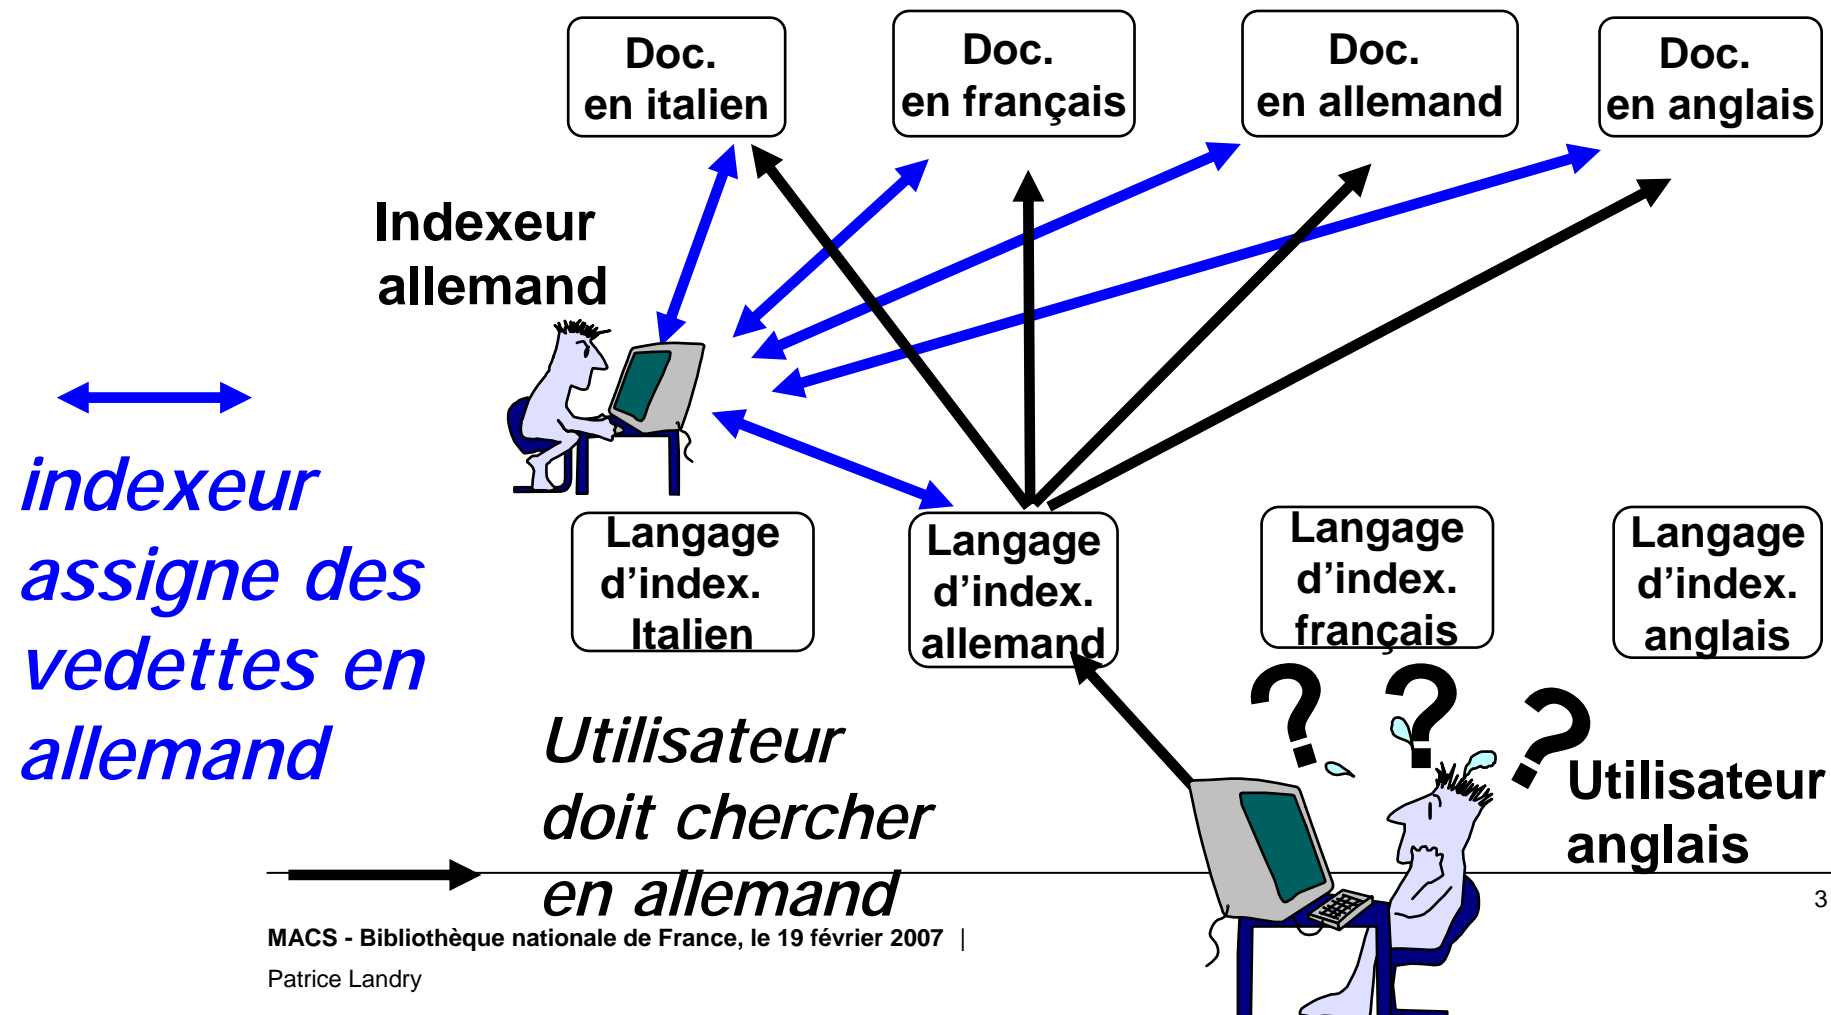 Doc.
en italien
Doc.
en français
Doc.
en allemand
Doc.
en anglais
Indexeur
allemand
indexeur
assigne des
vedettes en
allemand
Langage
d’index.
Italien
Langage
d’index.
allemand
Langage
d’index.
français
Langage
d’index.
anglais
? ? ?
Utilisateur
doit chercher
en allemand
Utilisateur
anglais
3
MACS - Bibliothèque nationale de France, le 19 février 2007 |
Patrice Landry